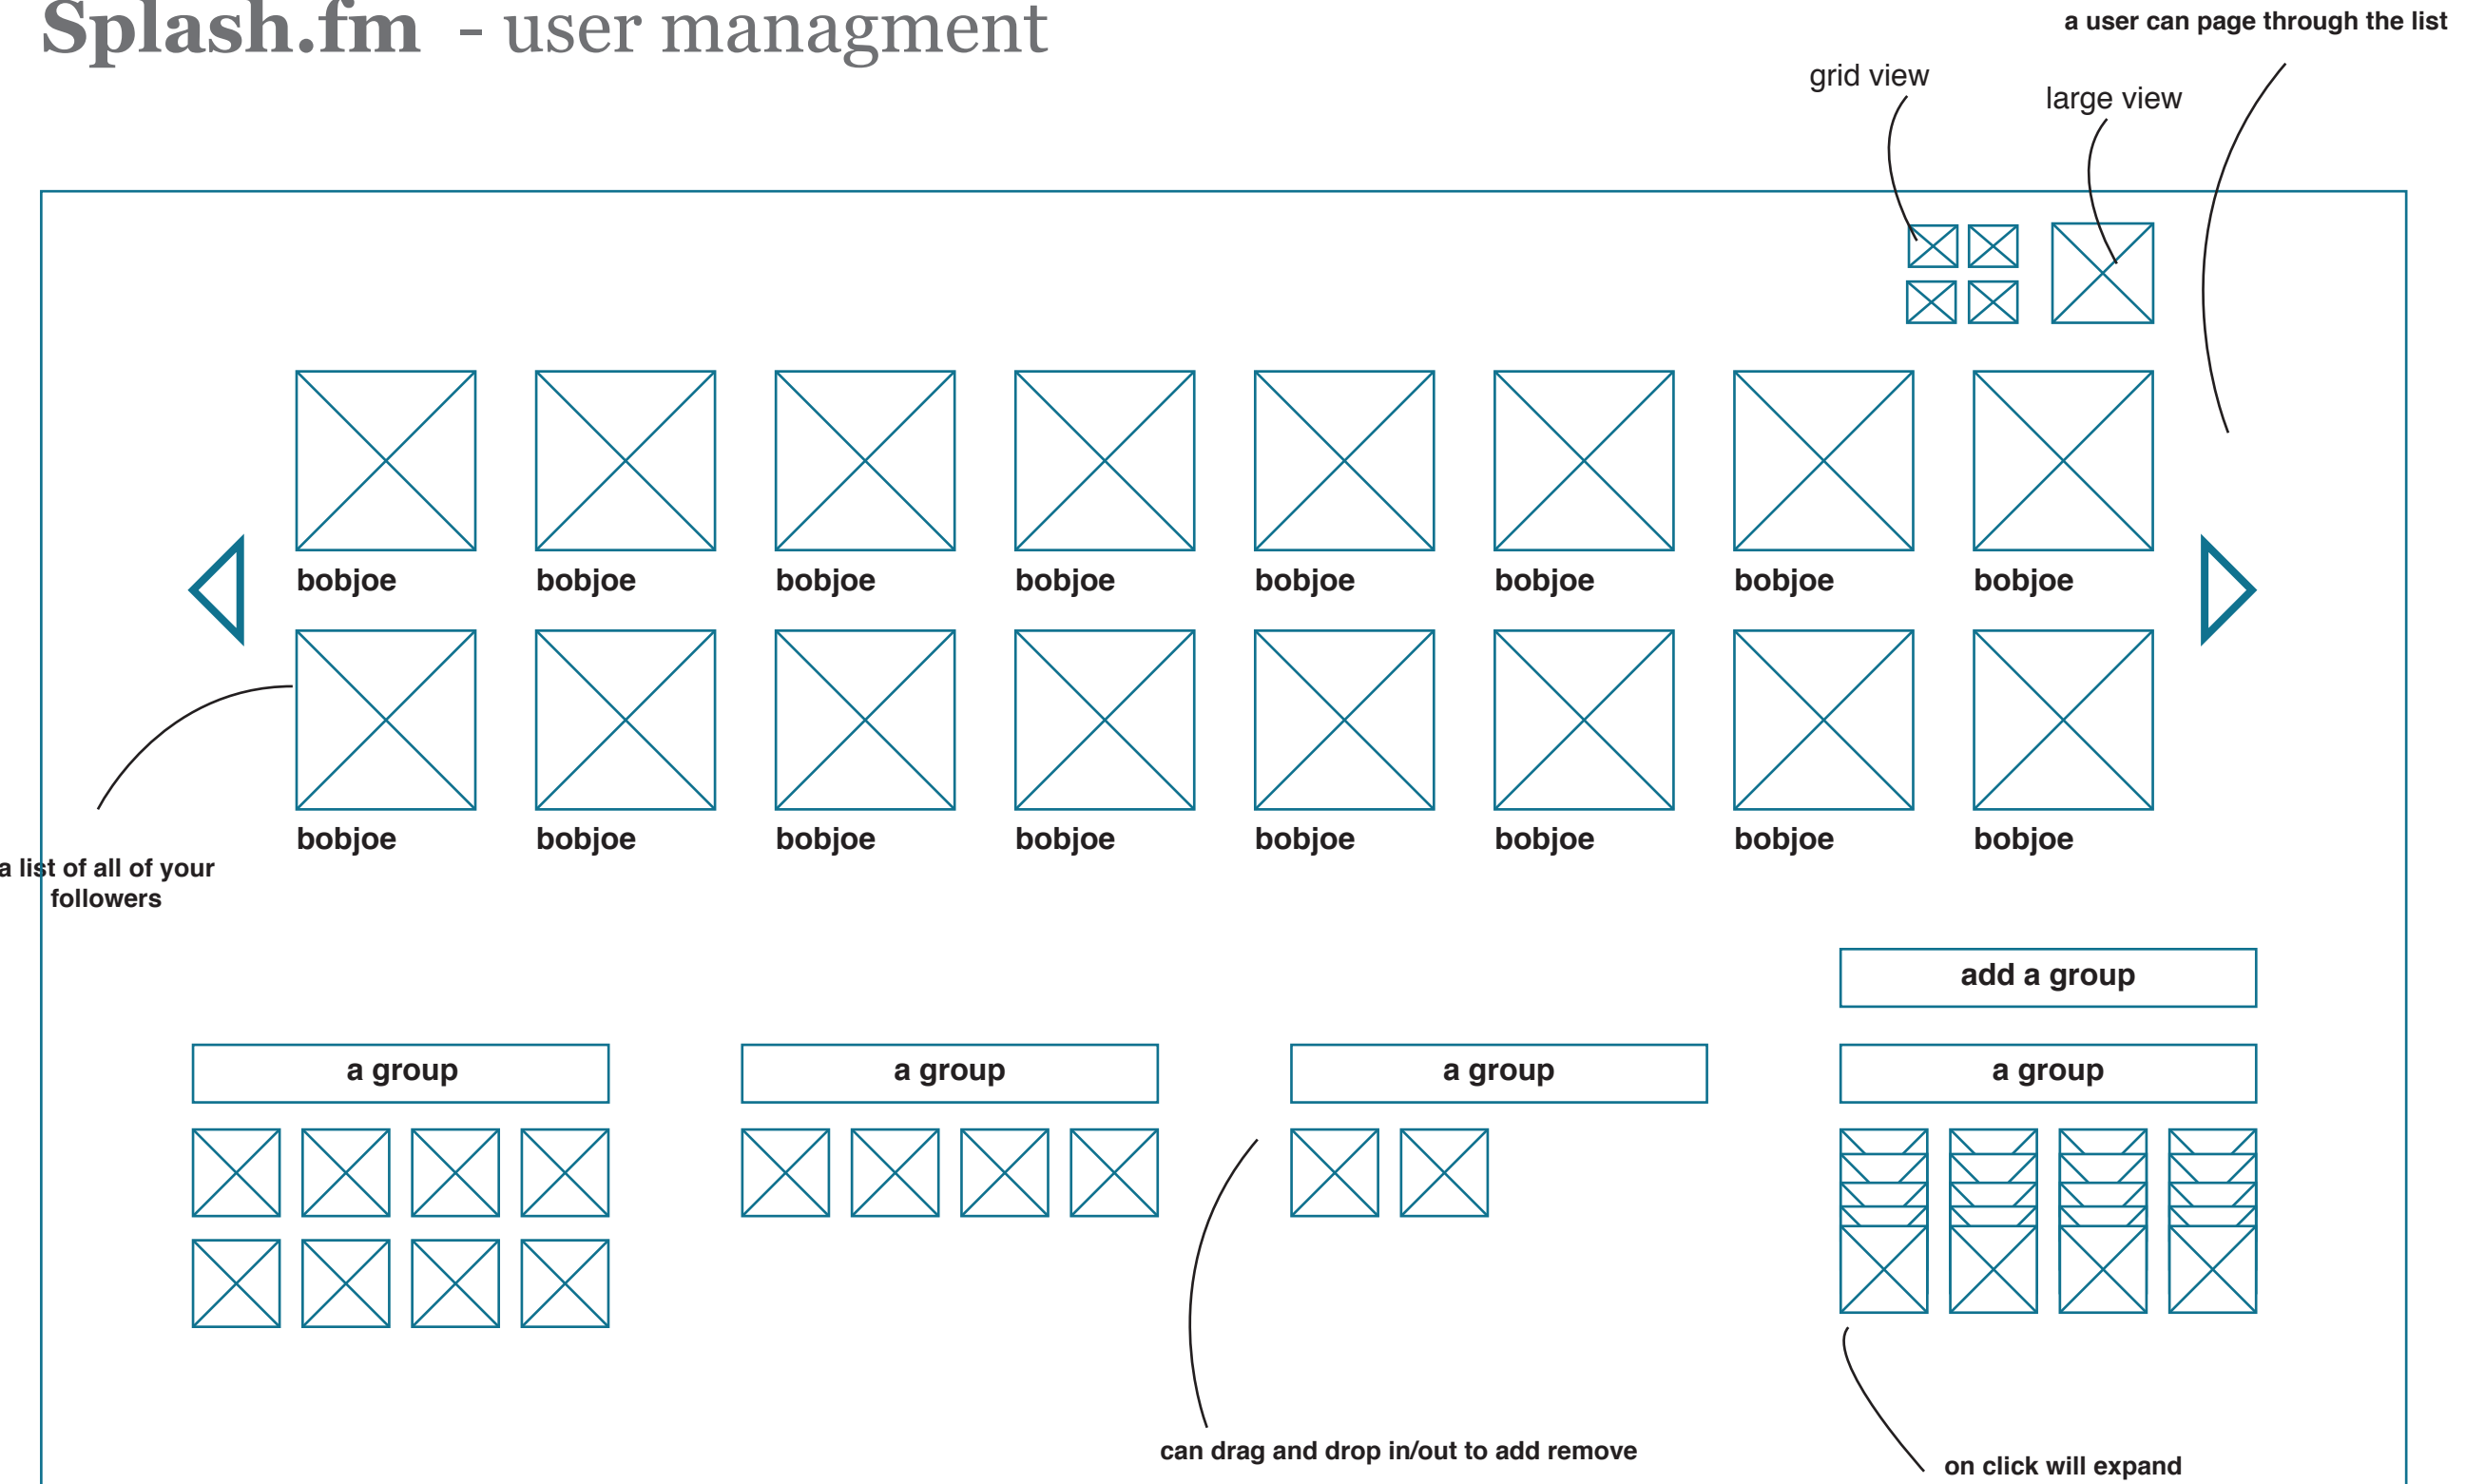 Splash.fm - user managment
a user can page through the list
grid view
large view
bobjoe bobjoe bobjoe bobjoe bobjoe bobjoe bobjoe bobjoe
bobjoe bobjoe bobjoe bobjoe bobjoe bobjoe bobjoe bobjoe
a list of all of your
followers
add a group
a group a group a group a group
can drag and drop in/out to add remove
on click will expand